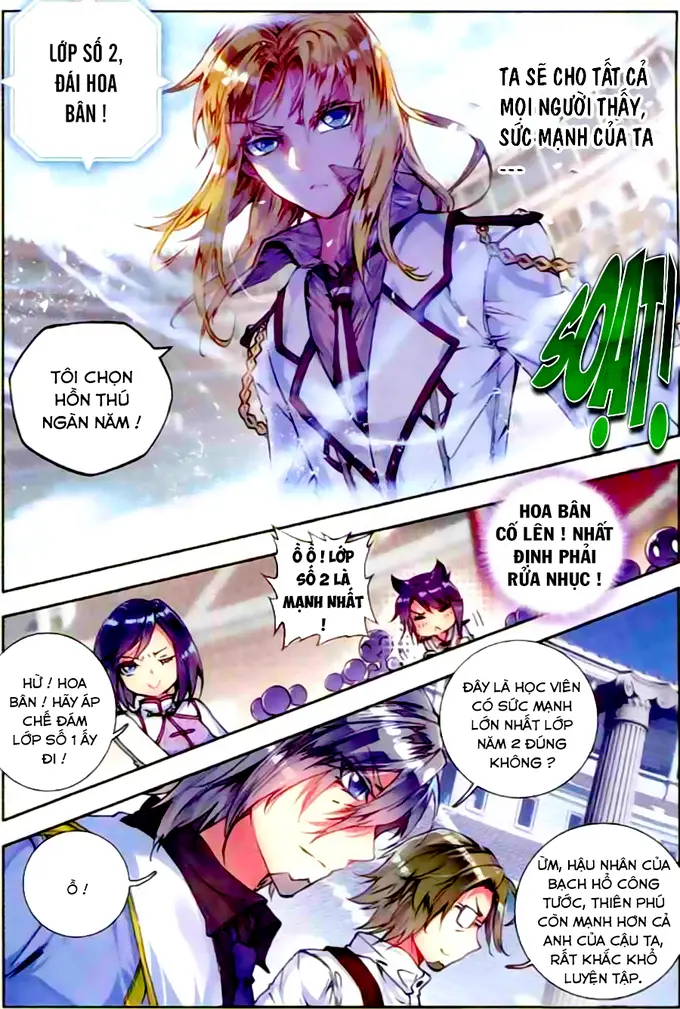 LỚP SỐ 2,
ĐÁI HOA
BÂN !
TA SẼ CHO TẤT CẢ
MỌI NGƯỜI THẤY,
SỨC MẠNH CỦA TA
---
SOẠT!
TÔI CHỌN
HỒN THÚ
NGÀN NĂM !
HOA BÂN
CỐ LÊN ! NHẤT
ĐỊNH PHẢI
RỬA NHỤC !
Ồ Ồ ! LỚP
SỐ 2 LÀ
MẠNH NHẤT
!
HỪ ! HOA
BÂN ! HÃY ÁP
CHẾ ĐÁM
LỚP SỐ 1 ẤY
ĐI !
ĐÂY LÀ HỌC VIÊN
CÓ SỨC MẠNH
LỚN NHẤT LỚP
NĂM 2 ĐÚNG
KHÔNG ?
Ồ !
ỪM, HẬU NHÂN CỦA
BẠCH HỔ CÔNG
TƯỚC, THIÊN PHÚ
CÒN MẠNH HƠN CẢ
ANH CỦA CẬU TA,
RẤT KHẮC KHỔ
LUYỆN TẬP.